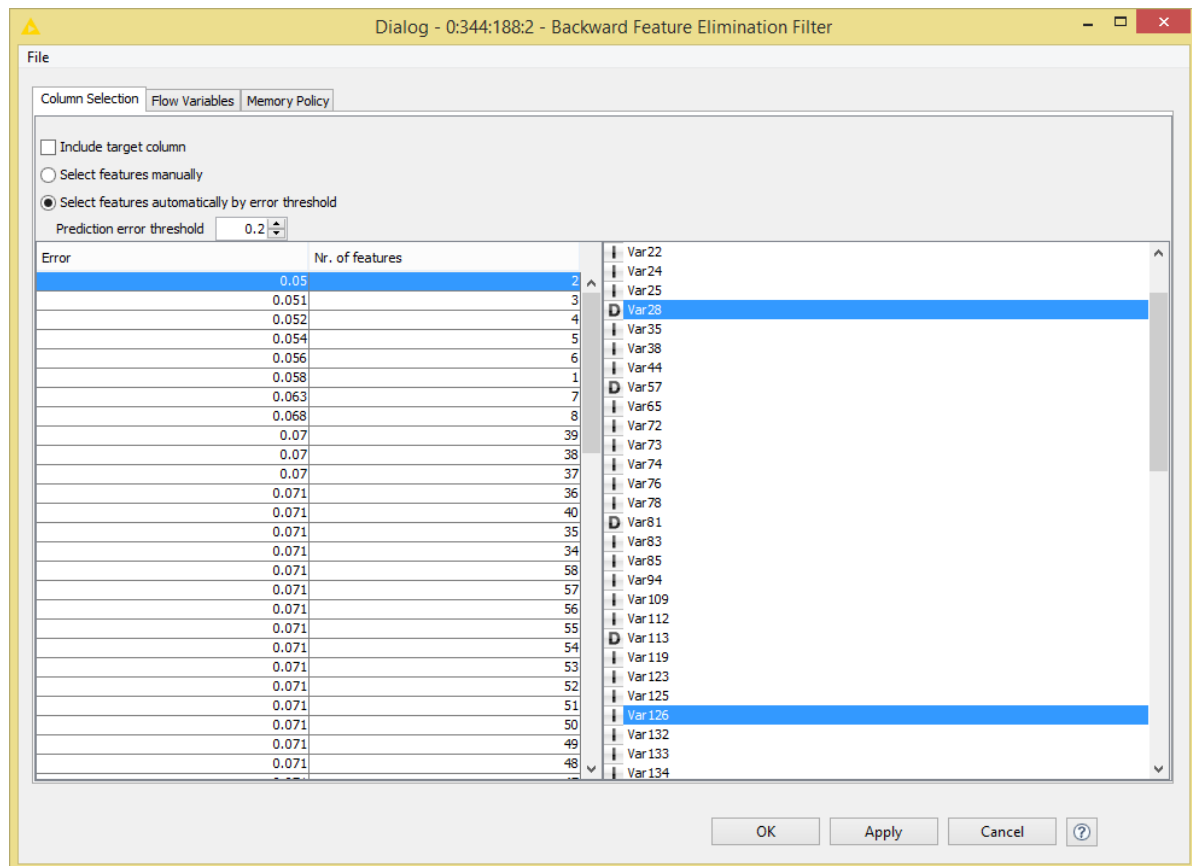 Dialog - 0:344:188:2 - Backward Feature Elimination Filter
File
Column Selection Flow Variables Memory Policy
Include target column
Select features manually
Select features automatically by error threshold
Prediction error threshold 0.2
Error Nr. of features
0.05 2
0.051 3
0.052 4
0.054 5
0.056 6
0.058 1
0.063 7
0.068 8
0.07 39
0.07 38
0.07 37
0.071 36
0.071 40
0.071 35
0.071 34
0.071 58
0.071 57
0.071 56
0.071 55
0.071 54
0.071 53
0.071 52
0.071 51
0.071 50
0.071 49
0.071 48
I Var22
I Var24
I Var25
D Var28
I Var35
I Var38
I Var44
D Var57
I Var65
I Var72
I Var73
I Var74
I Var76
I Var78
D Var81
I Var83
I Var85
I Var94
I Var109
I Var112
D Var113
I Var119
I Var123
I Var125
I Var126
I Var132
I Var133
I Var134
OK Apply Cancel ?